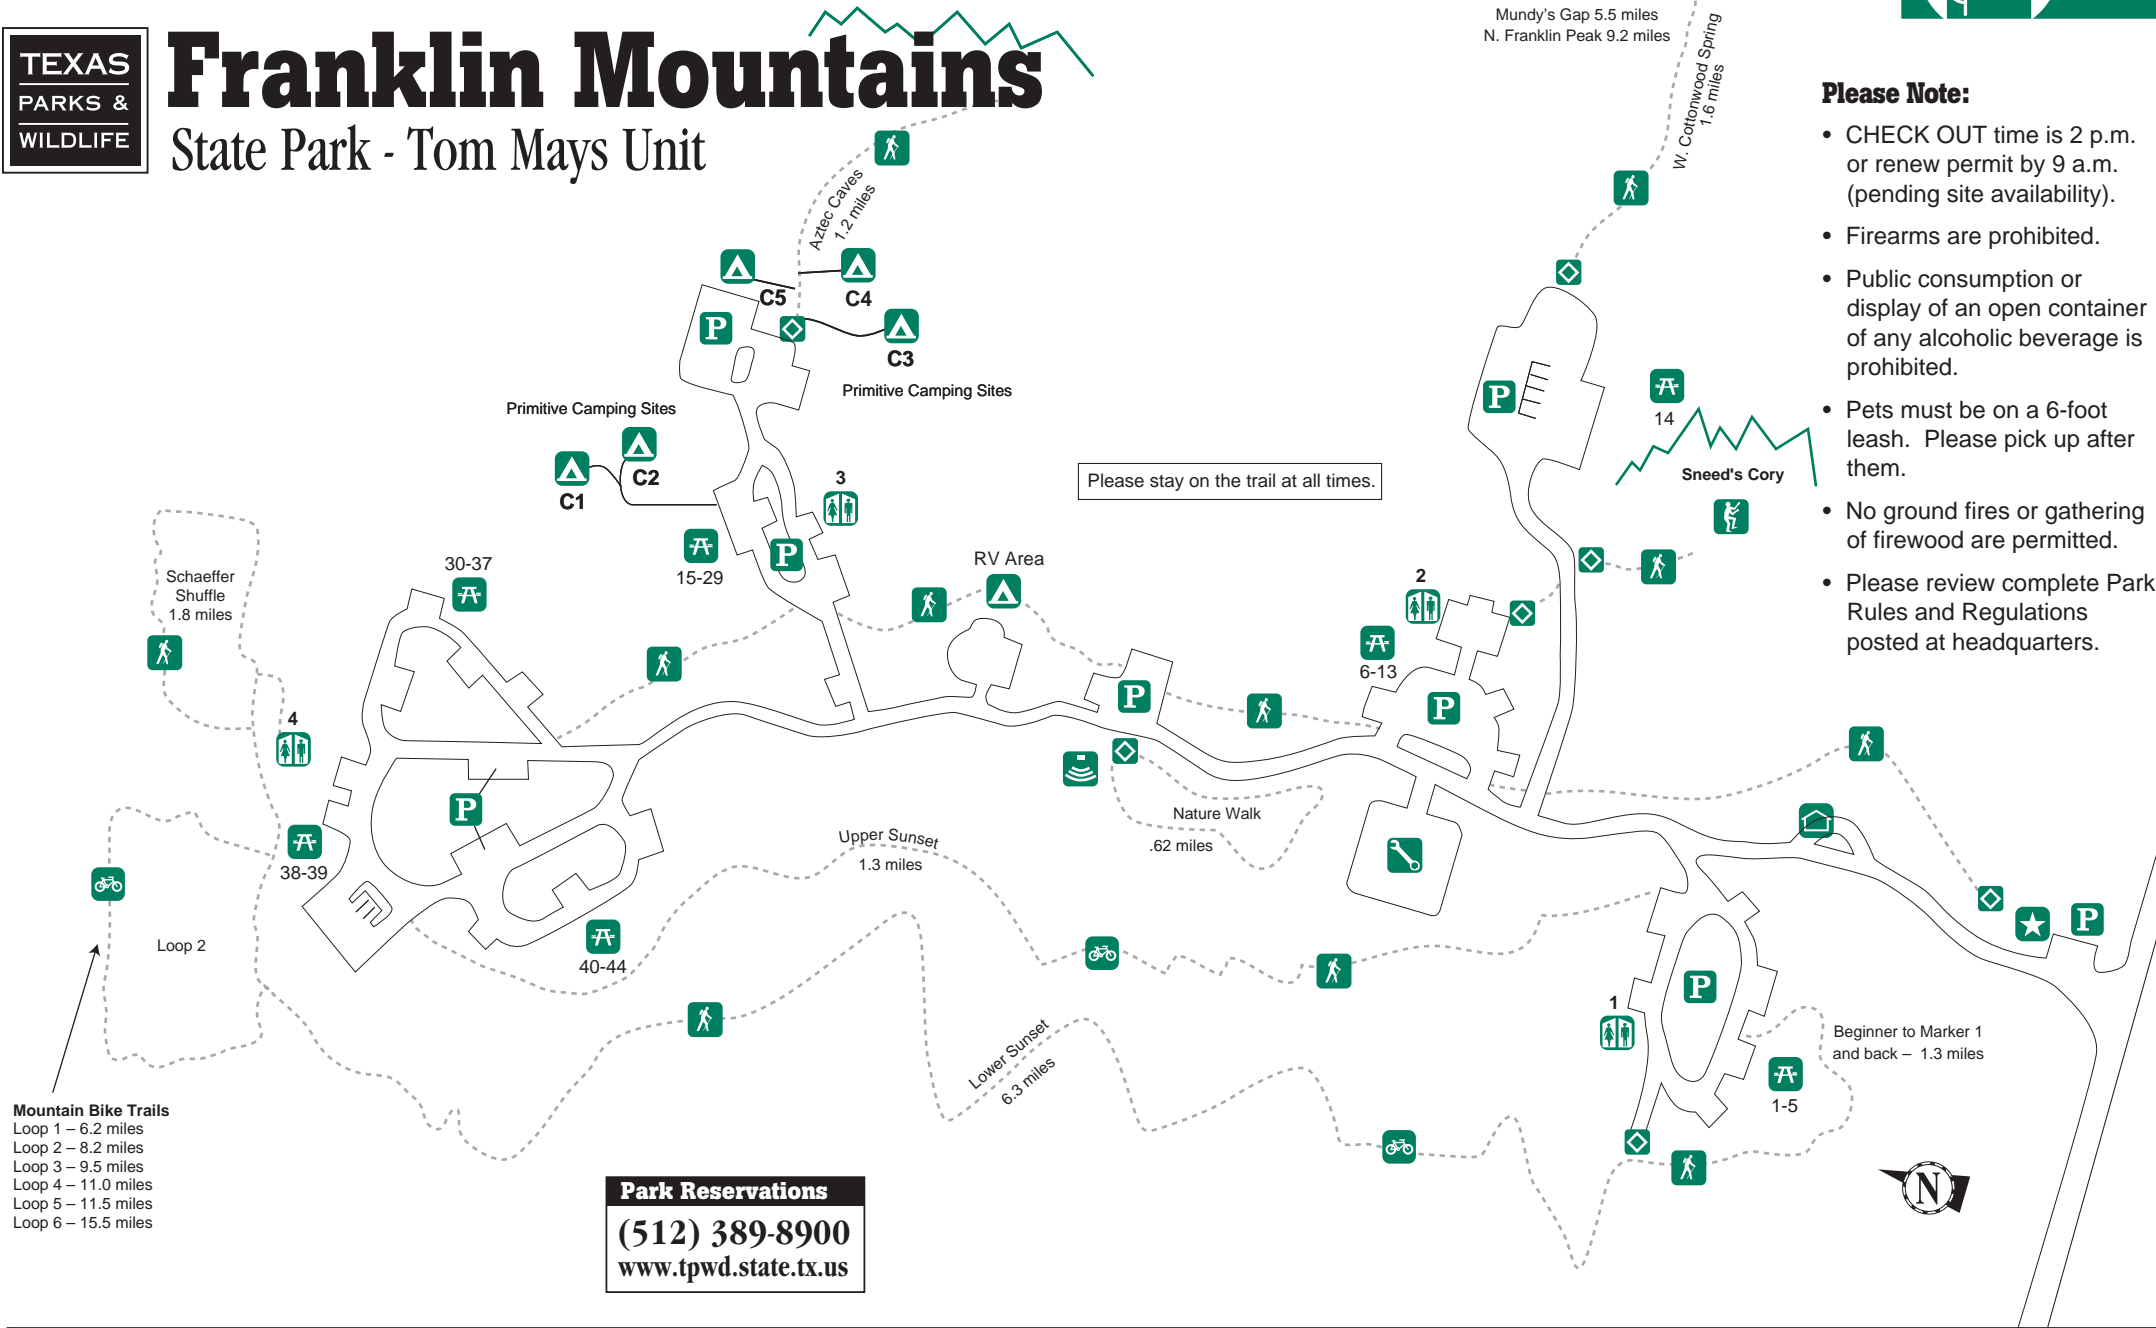 TEXAS
PARKS &
WILDLIFE
Franklin Mountains
State Park - Tom Mays Unit
Mundy's Gap 5.5 miles
N. Franklin Peak 9.2 miles
W. Cottonwood Spring
1.6 miles
Please Note:
• CHECK OUT time is 2 p.m.
or renew permit by 9 a.m.
(pending site availability).
• Firearms are prohibited.
• Public consumption or
display of an open container
of any alcoholic beverage is
prohibited.
• Pets must be on a 6-foot
leash. Please pick up after
them.
• No ground fires or gathering
of firewood are permitted.
• Please review complete Park
Rules and Regulations
posted at headquarters.
Aztec Caves
1.2 miles
C5
C4
P
C3
Primitive Camping Sites
Primitive Camping Sites
C2
C1
3
P
15-29
30-37
Schaeffer
Shuffle
1.8 miles
RV Area
Please stay on the trail at all times.
P
14
Sneed's Cory
2
6-13
P
P
4
P
38-39
Loop 2
40-44
Upper Sunset
1.3 miles
Nature Walk
.62 miles
Lower Sunset
6.3 miles
P
P
1
Beginner to Marker 1
and back – 1.3 miles
1-5
N
Mountain Bike Trails
Loop 1 – 6.2 miles
Loop 2 – 8.2 miles
Loop 3 – 9.5 miles
Loop 4 – 11.0 miles
Loop 5 – 11.5 miles
Loop 6 – 15.5 miles
Park Reservations
(512) 389-8900
www.tpwd.state.tx.us